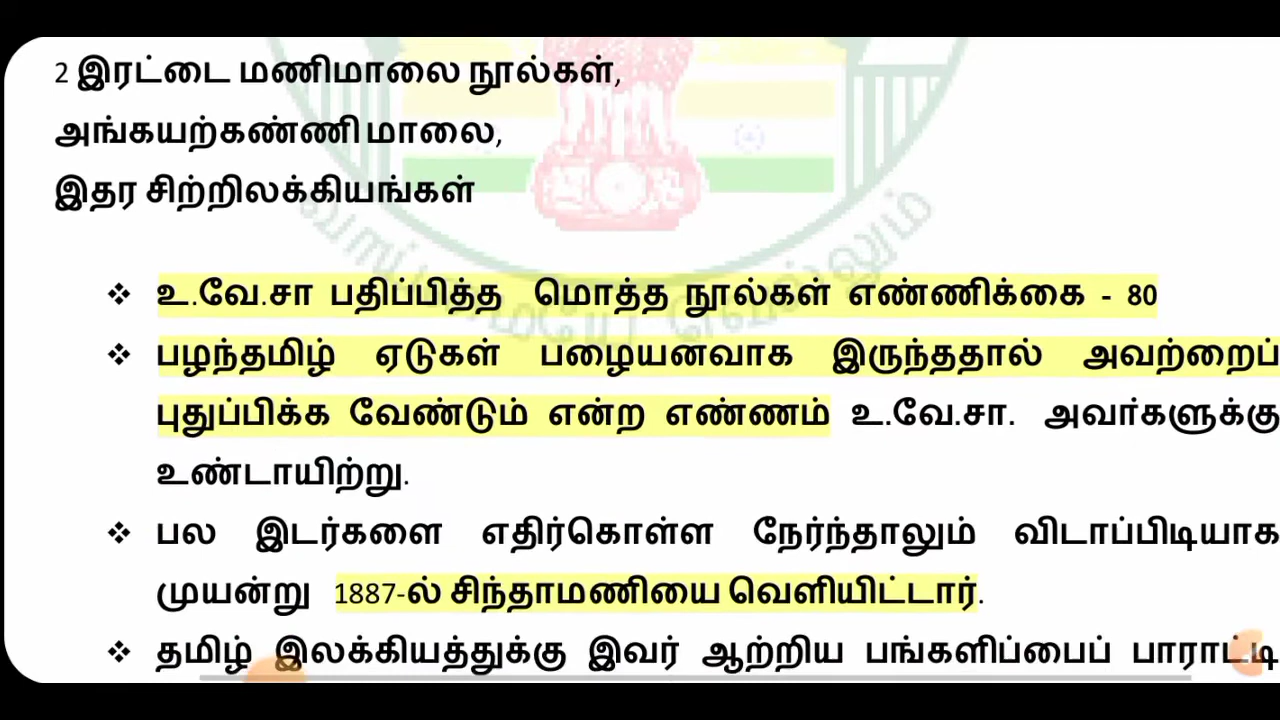 2 இரட்டை மணிமாலை நூல்கள்,
அங்கயற்கண்ணி மாலை,
இதர சிற்றிலக்கியங்கள்
❖ உ.வே.சா பதிப்பித்த மொத்த நூல்கள் எண்ணிக்கை - 80
❖ பழந்தமிழ் ஏடுகள் பழையனவாக இருந்ததால் அவற்றைப்
புதுப்பிக்க வேண்டும் என்ற எண்ணம் உ.வே.சா. அவர்களுக்கு
உண்டாயிற்று.
❖ பல இடர்களை எதிர்கொள்ள நேர்ந்தாலும் விடாப்பிடியாக
முயன்று 1887-ல் சிந்தாமணியை வெளியிட்டார்.
❖ தமிழ் இலக்கியத்துக்கு இவர் ஆற்றிய பங்களிப்பைப் பாராட்டி